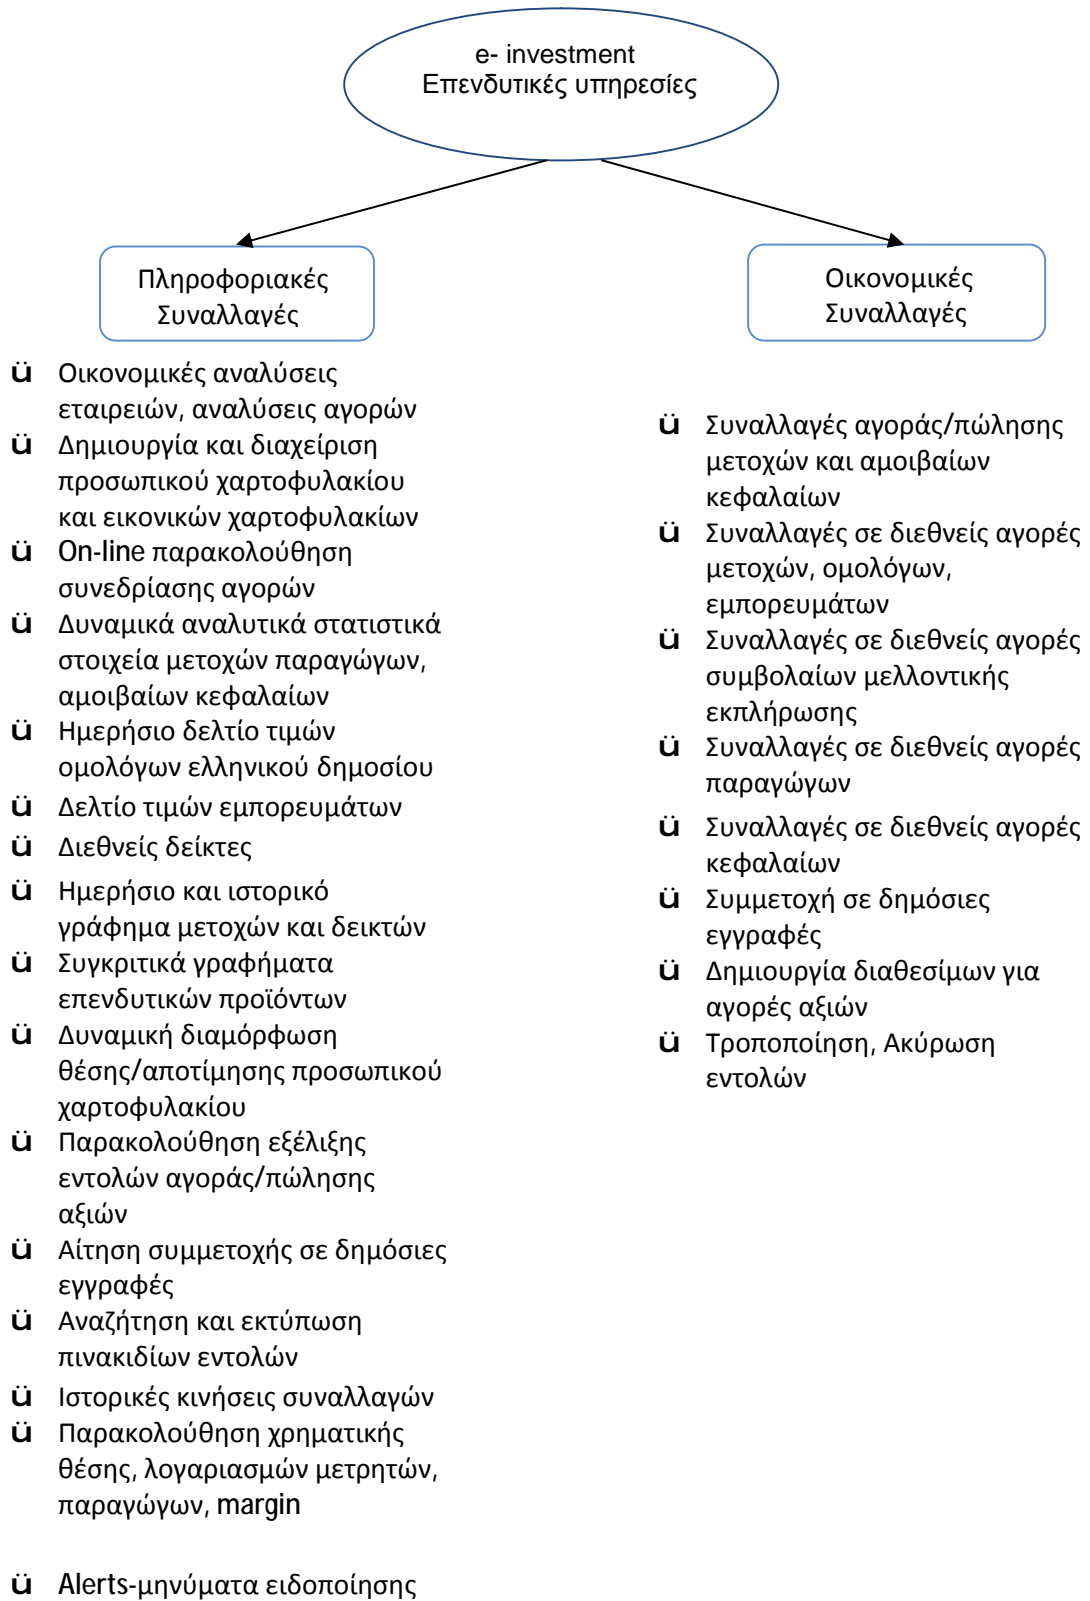 e- investment
Επενδυτικές υπηρεσίες
Πληροφοριακές
Συναλλαγές
ü Οικονομικές αναλύσεις
εταιρειών, αναλύσεις αγορών
ü Δημιουργία και διαχείριση
προσωπικού χαρτοφυλακίου
και εικονικών χαρτοφυλακίων
ü On-line παρακολούθηση
συνεδρίασης αγορών
ü Δυναμικά αναλυτικά στατιστικά
στοιχεία μετοχών παραγώγων,
αμοιβαίων κεφαλαίων
ü Ημερήσιο δελτίο τιμών
ομολόγων ελληνικού δημοσίου
ü Δελτίο τιμών εμπορευμάτων
ü Διεθνείς δείκτες
ü Ημερήσιο και ιστορικό
γράφημα μετοχών και δεικτών
ü Συγκριτικά γραφήματα
επενδυτικών προϊόντων
ü Δυναμική διαμόρφωση
θέσης/αποτίμησης προσωπικού
χαρτοφυλακίου
ü Παρακολούθηση εξέλιξης
εντολών αγοράς/πώλησης
αξιών
ü Αίτηση συμμετοχής σε δημόσιες
εγγραφές
ü Αναζήτηση και εκτύπωση
πινακιδίων εντολών
ü Ιστορικές κινήσεις συναλλαγών
ü Παρακολούθηση χρηματικής
θέσης, λογαριασμών μετρητών,
παραγώγων, margin
ü Alerts-μηνύματα ειδοποίησης
Οικονομικές
Συναλλαγές
ü Συναλλαγές αγοράς/πώλησης
μετοχών και αμοιβαίων
κεφαλαίων
ü Συναλλαγές σε διεθνείς αγορές
μετοχών, ομολόγων,
εμπορευμάτων
ü Συναλλαγές σε διεθνείς αγορές
συμβολαίων μελλοντικής
εκπλήρωσης
ü Συναλλαγές σε διεθνείς αγορές
παραγώγων
ü Συναλλαγές σε διεθνείς αγορές
κεφαλαίων
ü Συμμετοχή σε δημόσιες
εγγραφές
ü Δημιουργία διαθεσίμων για
αγορές αξιών
ü Τροποποίηση, Ακύρωση
εντολών